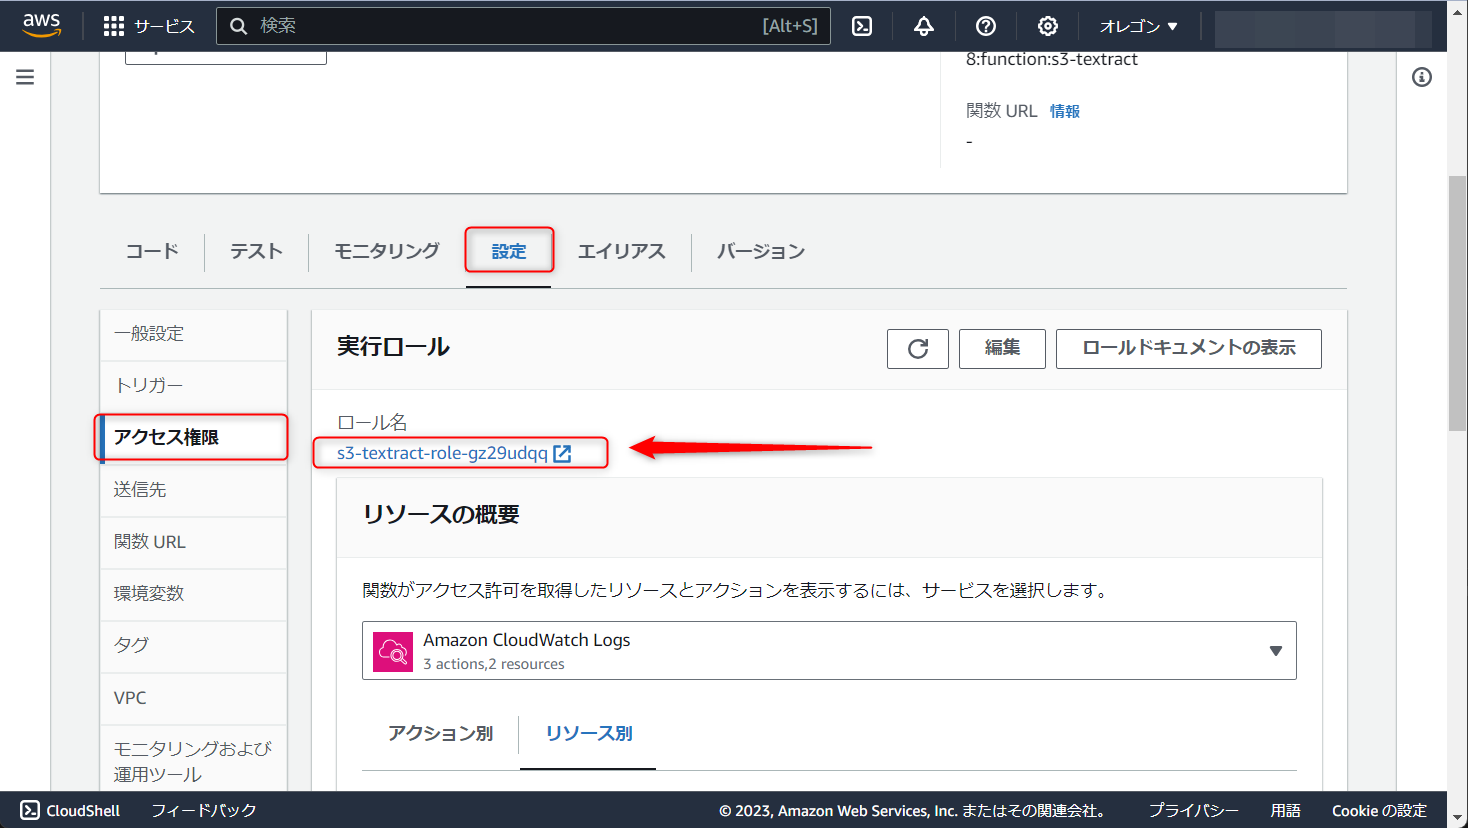 aws
サービス
検索
[Alt+S]
オレゴン ▼
8:function:s3-textract
関数 URL 情報
-
コード
テスト
モニタリング
設定
エイリアス
バージョン
一般設定
トリガー
アクセス権限
送信先
関数 URL
環境変数
タグ
VPC
モニタリングおよび
運用ツール
実行ロール
編集
ロールドキュメントの表示
ロール名
s3-textract-role-gz29udqq
リソースの概要
関数がアクセス許可を取得したリソースとアクションを表示するには、サービスを選択します。
Amazon CloudWatch Logs
3 actions,2 resources
アクション別
リソース別
CloudShell
フィードバック
© 2023, Amazon Web Services, Inc. またはその関連会社。
プライバシー
用語
Cookie の設定